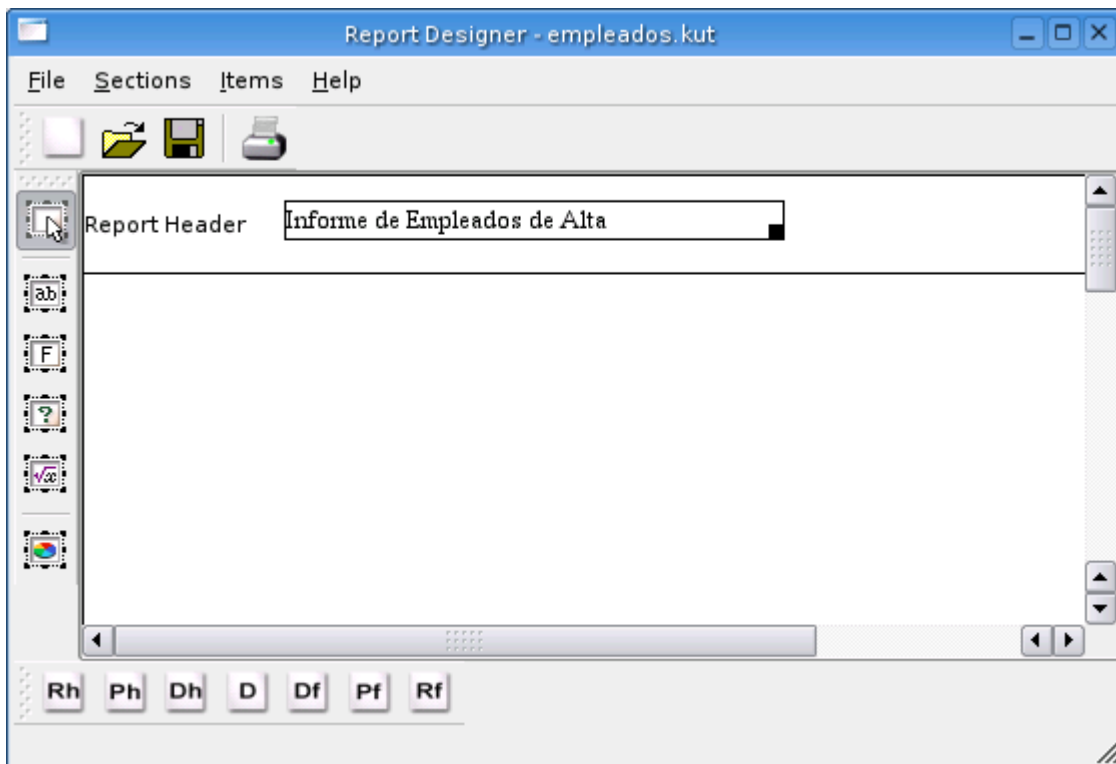 Report Designer - empleados.kut
File Sections Items Help
Report Header Informe de Empleados de Alta
ab
F
?
√x
Rh Ph Dh D Df Pf Rf